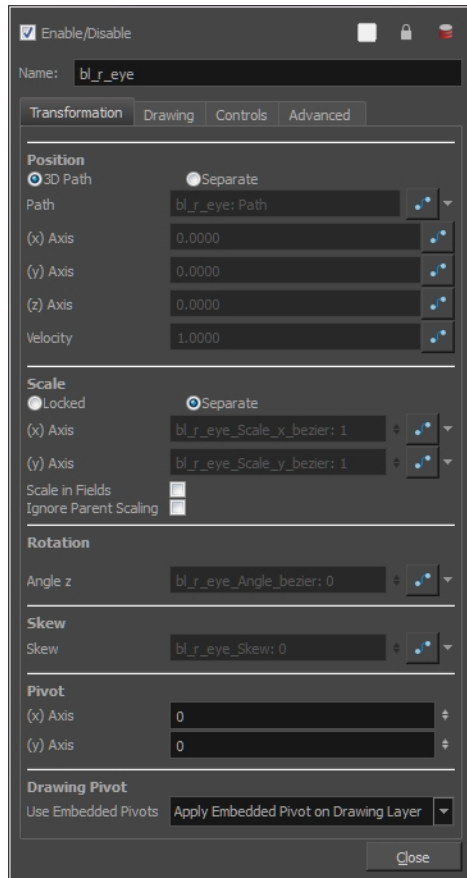 Enable/Disable
Name: bl_r_eye
Transformation Drawing Controls Advanced
Position
3D Path Separate
Path bl_r_eye: Path
(x) Axis 0.0000
(y) Axis 0.0000
(z) Axis 0.0000
Velocity 1.0000
Scale
Locked Separate
(x) Axis bl_r_eye_Scale_x_bezier: 1
(y) Axis bl_r_eye_Scale_y_bezier: 1
Scale in Fields
Ignore Parent Scaling
Rotation
Angle z bl_r_eye_Angle_bezier: 0
Skew
Skew bl_r_eye_Skew: 0
Pivot
(x) Axis 0
(y) Axis 0
Drawing Pivot
Use Embedded Pivots Apply Embedded Pivot on Drawing Layer
Close